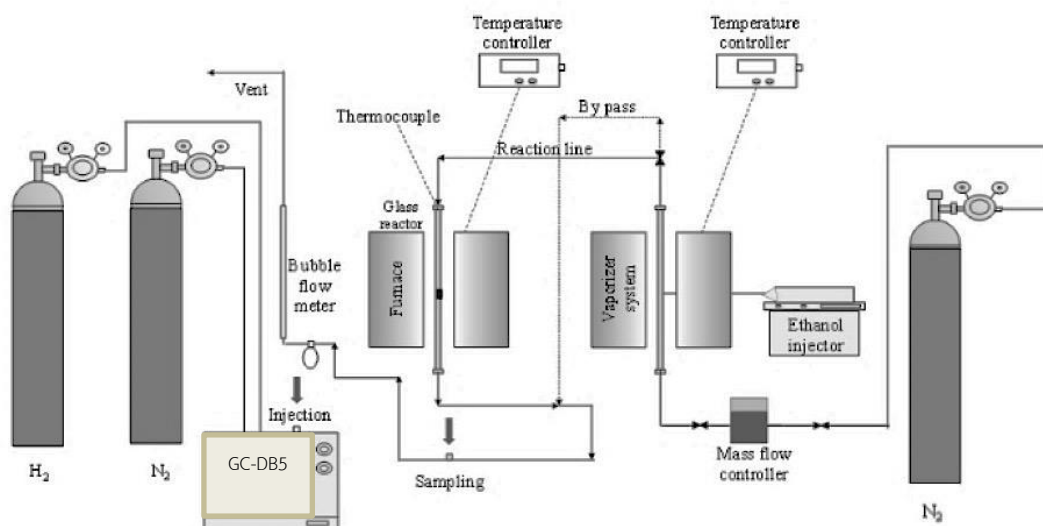 Temperature
controller
Temperature
controller
Vent
By pass
Thermocouple
Reaction line
Glass
reactor
Bubble
flow
meter
Furnace
Vaporizer
system
Ethanol
injector
Injection
GC-DB5
Sampling
Mass flow
controller
H2
N2
N2